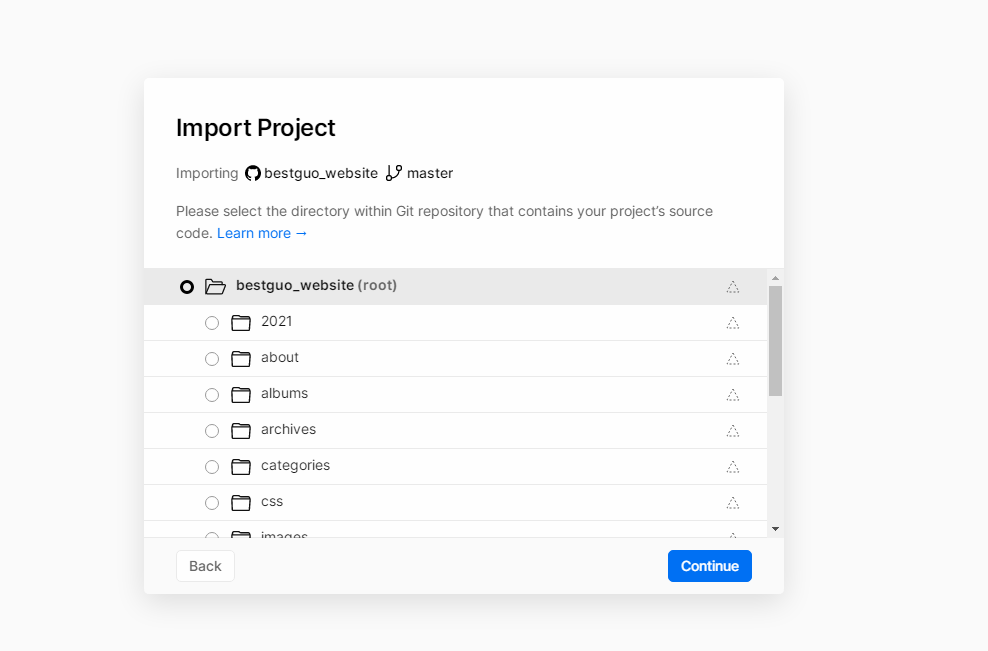 Import Project
Importing bestguo_website master
Please select the directory within Git repository that contains your project's source
code. Learn more →
bestguo_website (root)
2021
about
albums
archives
categories
css
images
Back
Continue